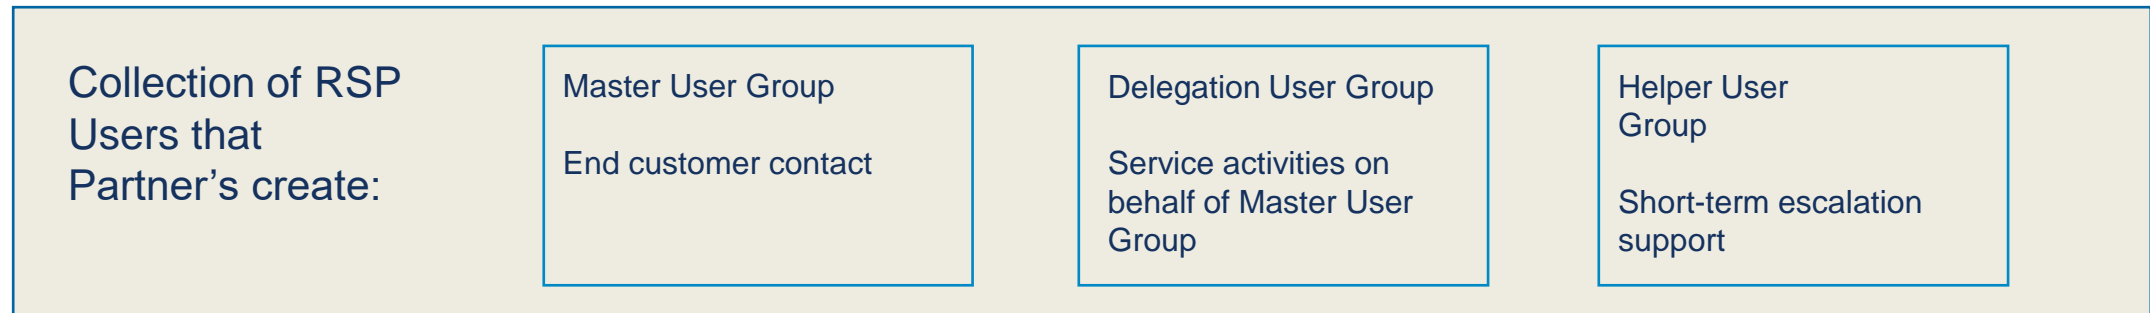 Collection of RSP
Users that
Partner’s create:
Master User Group
End customer contact
Delegation User Group
Service activities on
behalf of Master User
Group
Helper User
Group
Short-term escalation
support